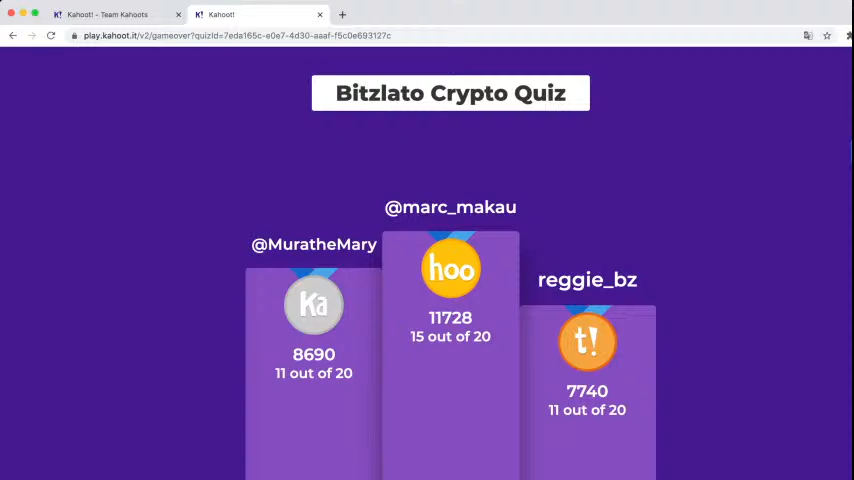 K! Kahoot! - Team Kahoots
K! Kahoot!
play.kahoot.it/v2/gameover?quizId=7eda165c-e0e7-4d30-aaaf-f5c0e693127c
Bitzlato Crypto Quiz
@marc_makau
@MuratheMary
reggie_bz
hoo
11728
15 out of 20
Ka
8690
11 out of 20
t!
7740
11 out of 20